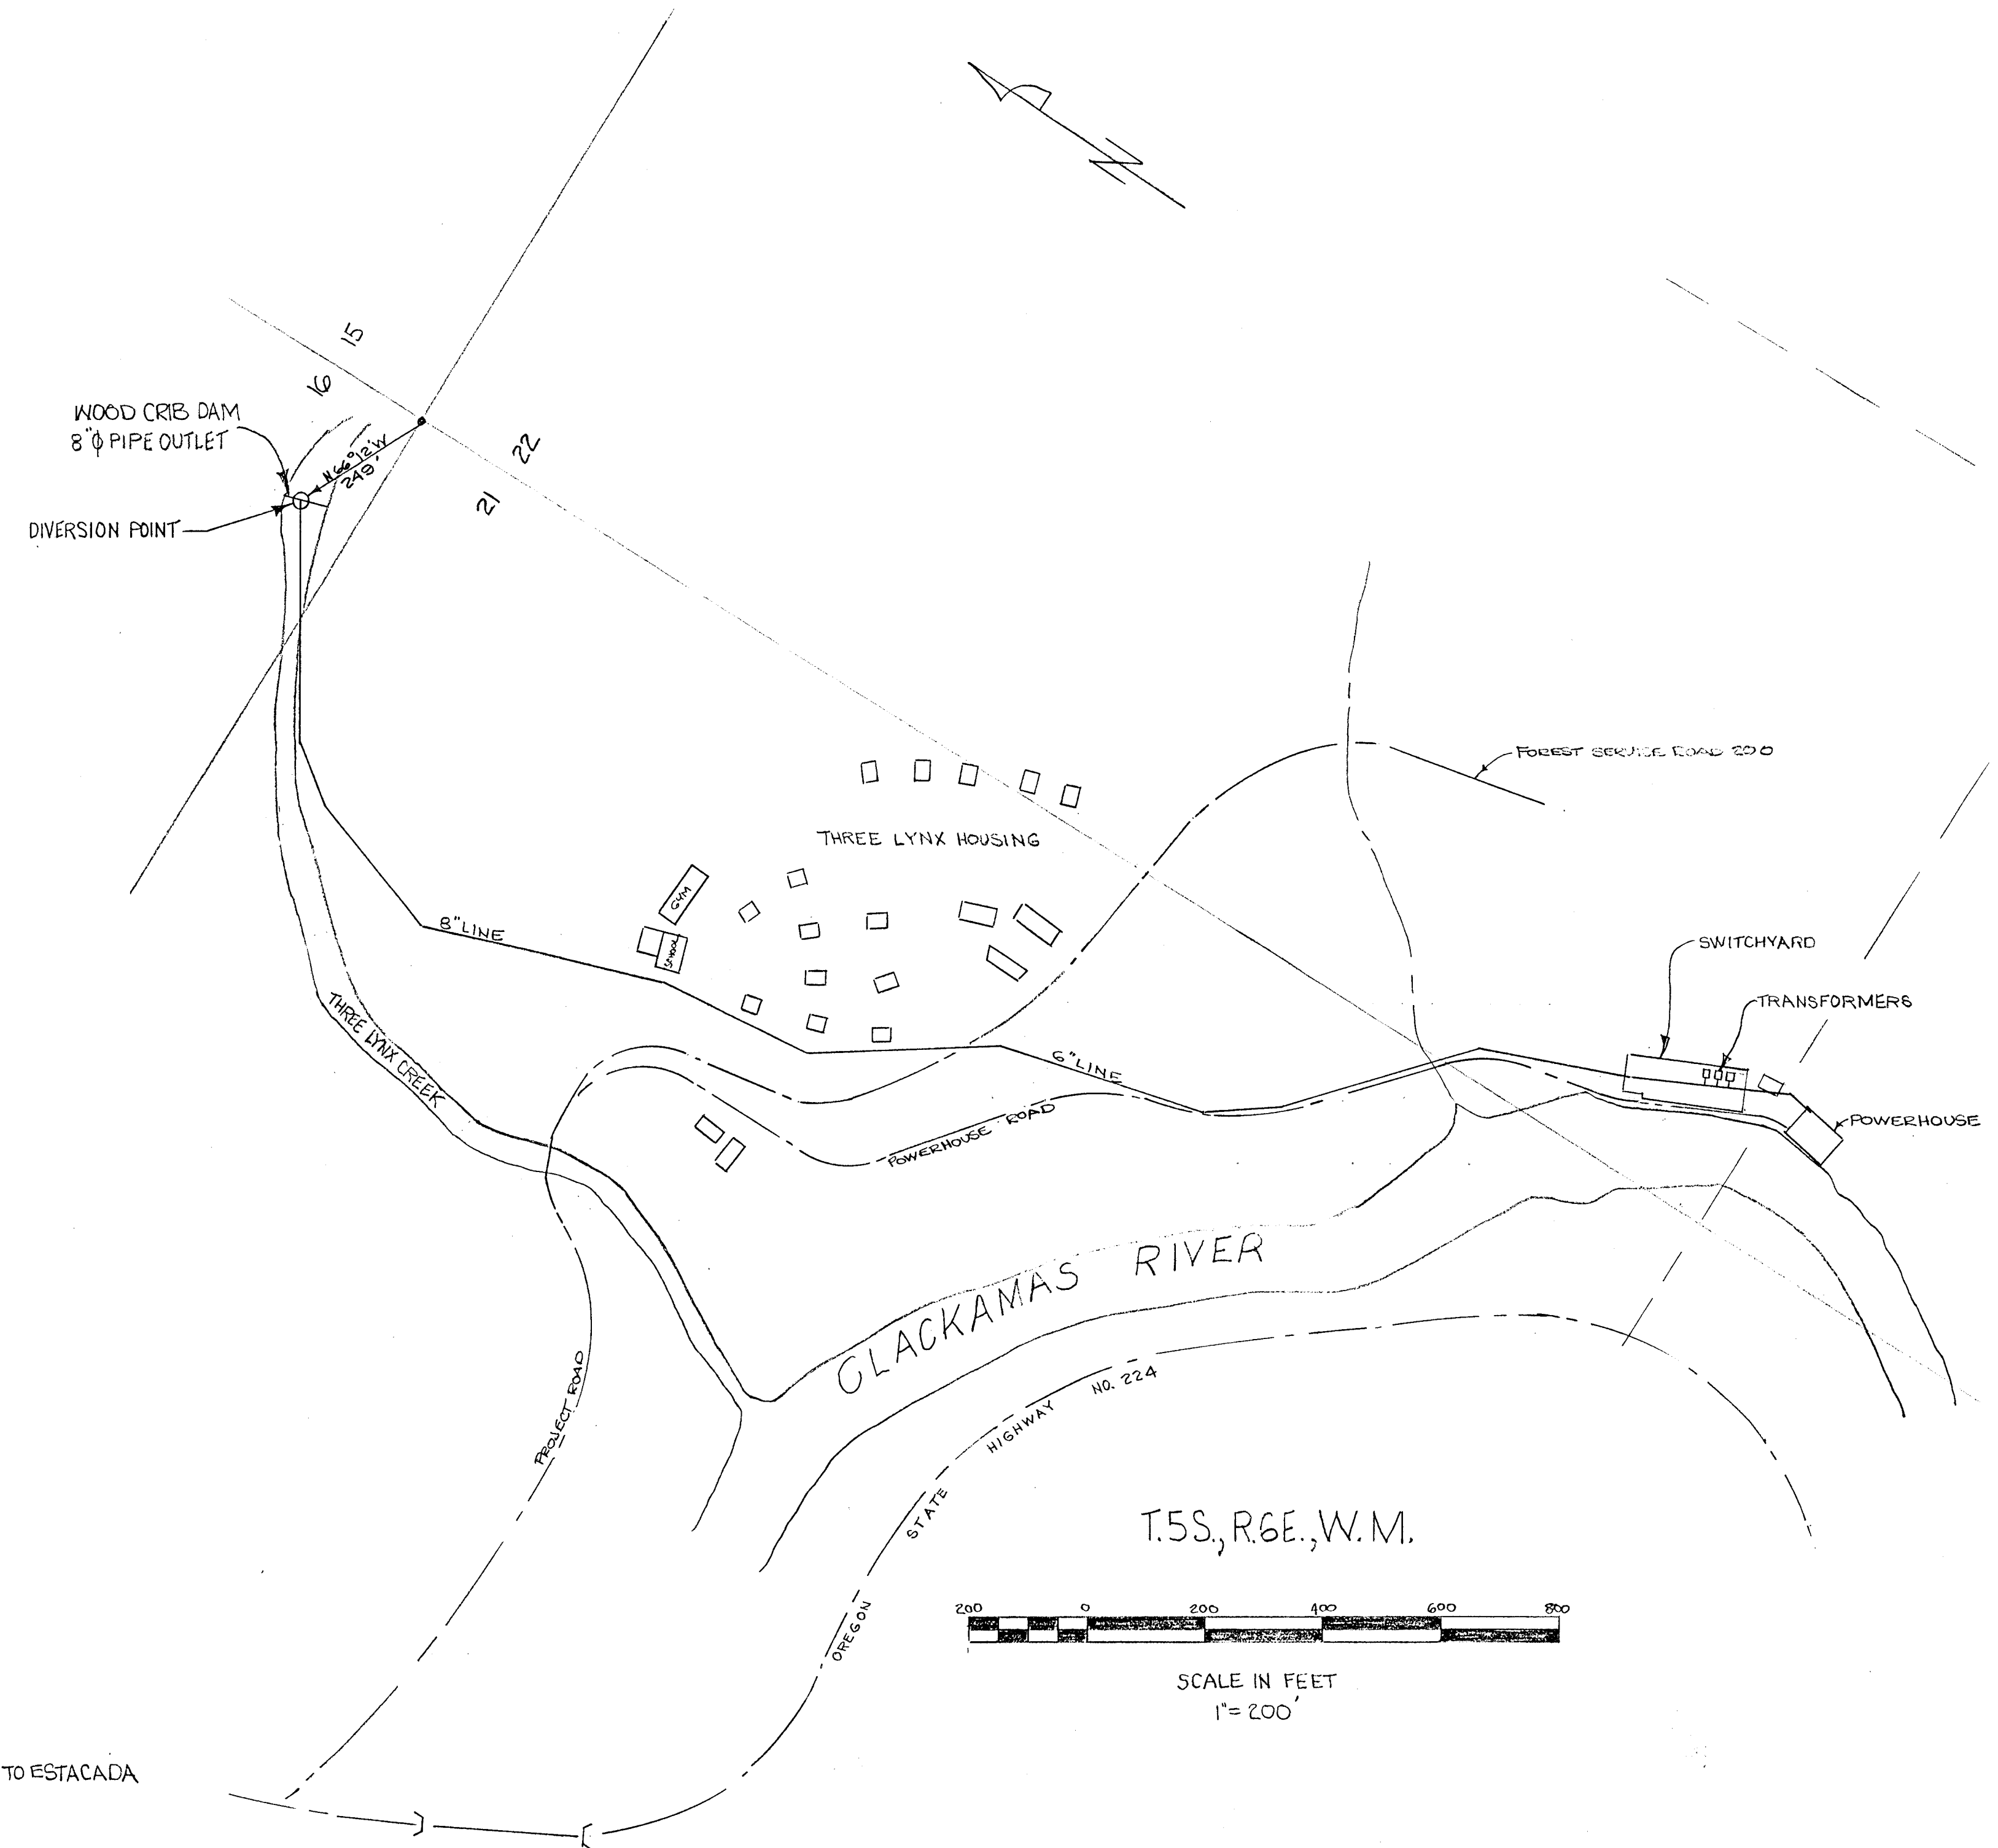 N
15
16
WOOD CRIB DAM
8"ϕ PIPE OUTLET
N 66° 12' W
249'
22
21
DIVERSION POINT
FOREST SERVICE ROAD 200
THREE LYNX HOUSING
GYM
SCHOOL
8" LINE
SWITCHYARD
TRANSFORMERS
THREE LYNX CREEK
6" LINE
POWERHOUSE ROAD
POWERHOUSE
CLACKAMAS RIVER
PROJECT ROAD
OREGON STATE HIGHWAY NO. 224
T.5S., R.6E., W.M.
200 0 200 400 600 800
SCALE IN FEET
1" = 200'
TO ESTACADA